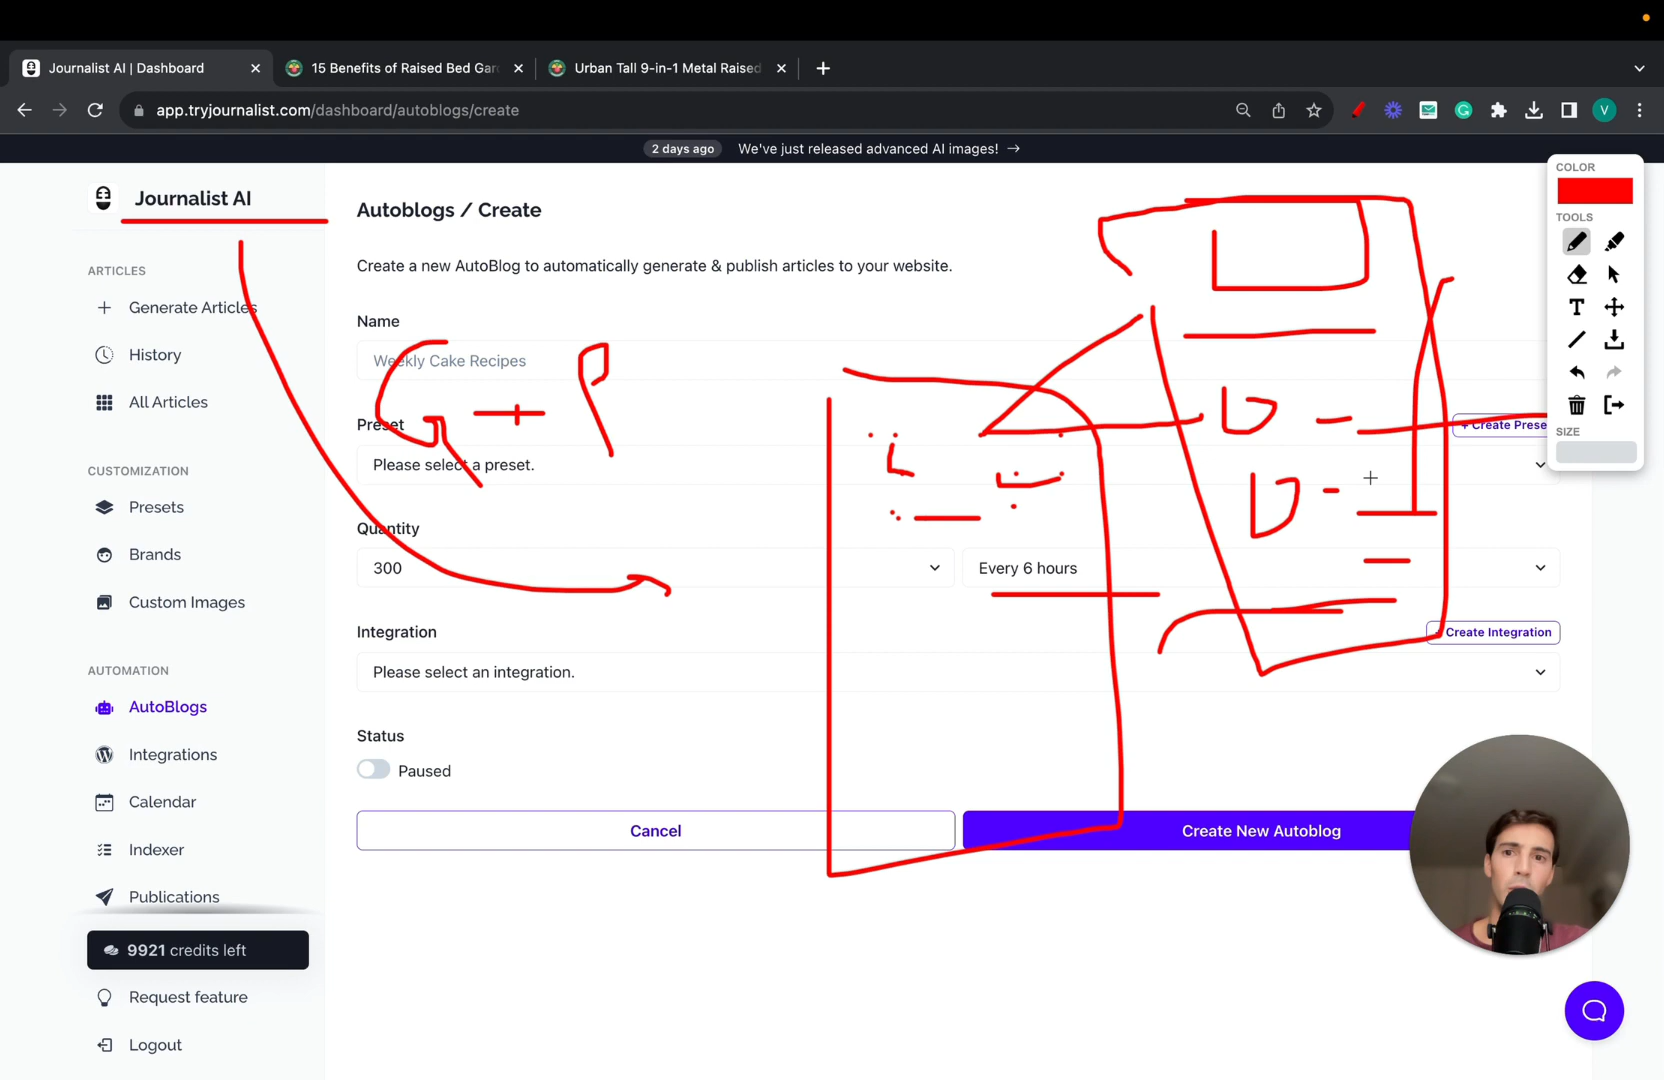 Journalist AI | Dashboard
15 Benefits of Raised Bed Gar
Urban Tall 9-in-1 Metal Raised
app.tryjournalist.com/dashboard/autoblogs/create
V
2 days ago We've just released advanced AI images! →
COLOR
TOOLS
T
SIZE
Journalist AI
ARTICLES
Generate Articles
History
All Articles
CUSTOMIZATION
Presets
Brands
Custom Images
AUTOMATION
AutoBlogs
Integrations
Calendar
Indexer
Publications
9921 credits left
Request feature
Logout
Autoblogs / Create
Create a new AutoBlog to automatically generate & publish articles to your website.
Name
Weekly Cake Recipes
G + P
Preset
+ Create Prese
Please select a preset.
Quantity
300
Every 6 hours
Integration
Create Integration
Please select an integration.
Status
Paused
Cancel
Create New Autoblog